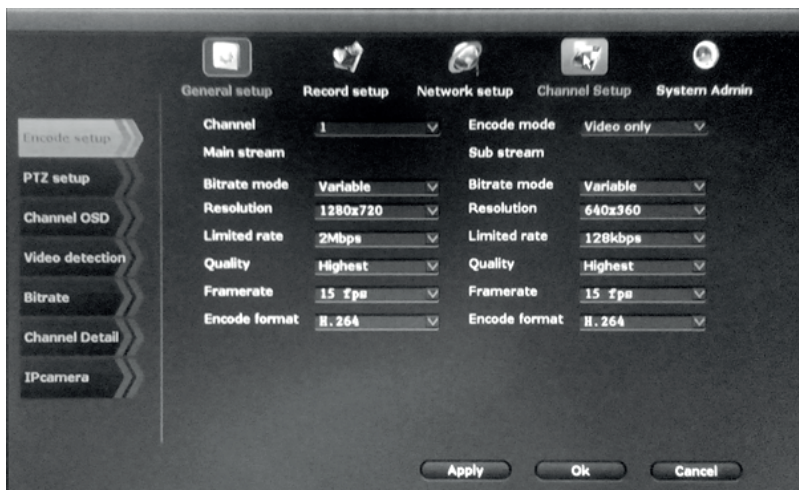 General setup Record setup Network setup Channel Setup System Admin
Encode setup
PTZ setup
Channel OSD
Video detection
Bitrate
Channel Detail
IPcamera
Channel 1 Encode mode Video only
Main stream Sub stream
Bitrate mode Variable Bitrate mode Variable
Resolution 1280x720 Resolution 640x360
Limited rate 2Mbps Limited rate 128kbps
Quality Highest Quality Highest
Framerate 15 fps Framerate 15 fps
Encode format H.264 Encode format H.264
Apply Ok Cancel